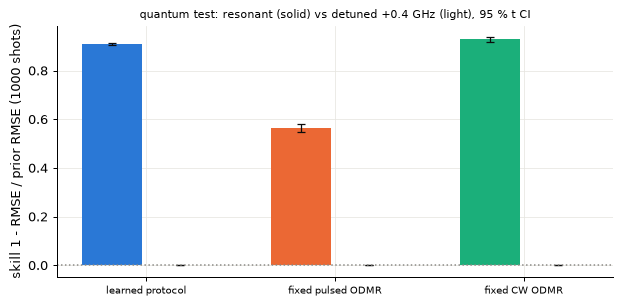 quantum test: resonant (solid) vs detuned +0.4 GHz (light), 95 % t CI
skill 1 - RMSE / prior RMSE (1000 shots)
0.8
0.6
0.4
0.2
0.0
learned protocol
fixed pulsed ODMR
fixed CW ODMR